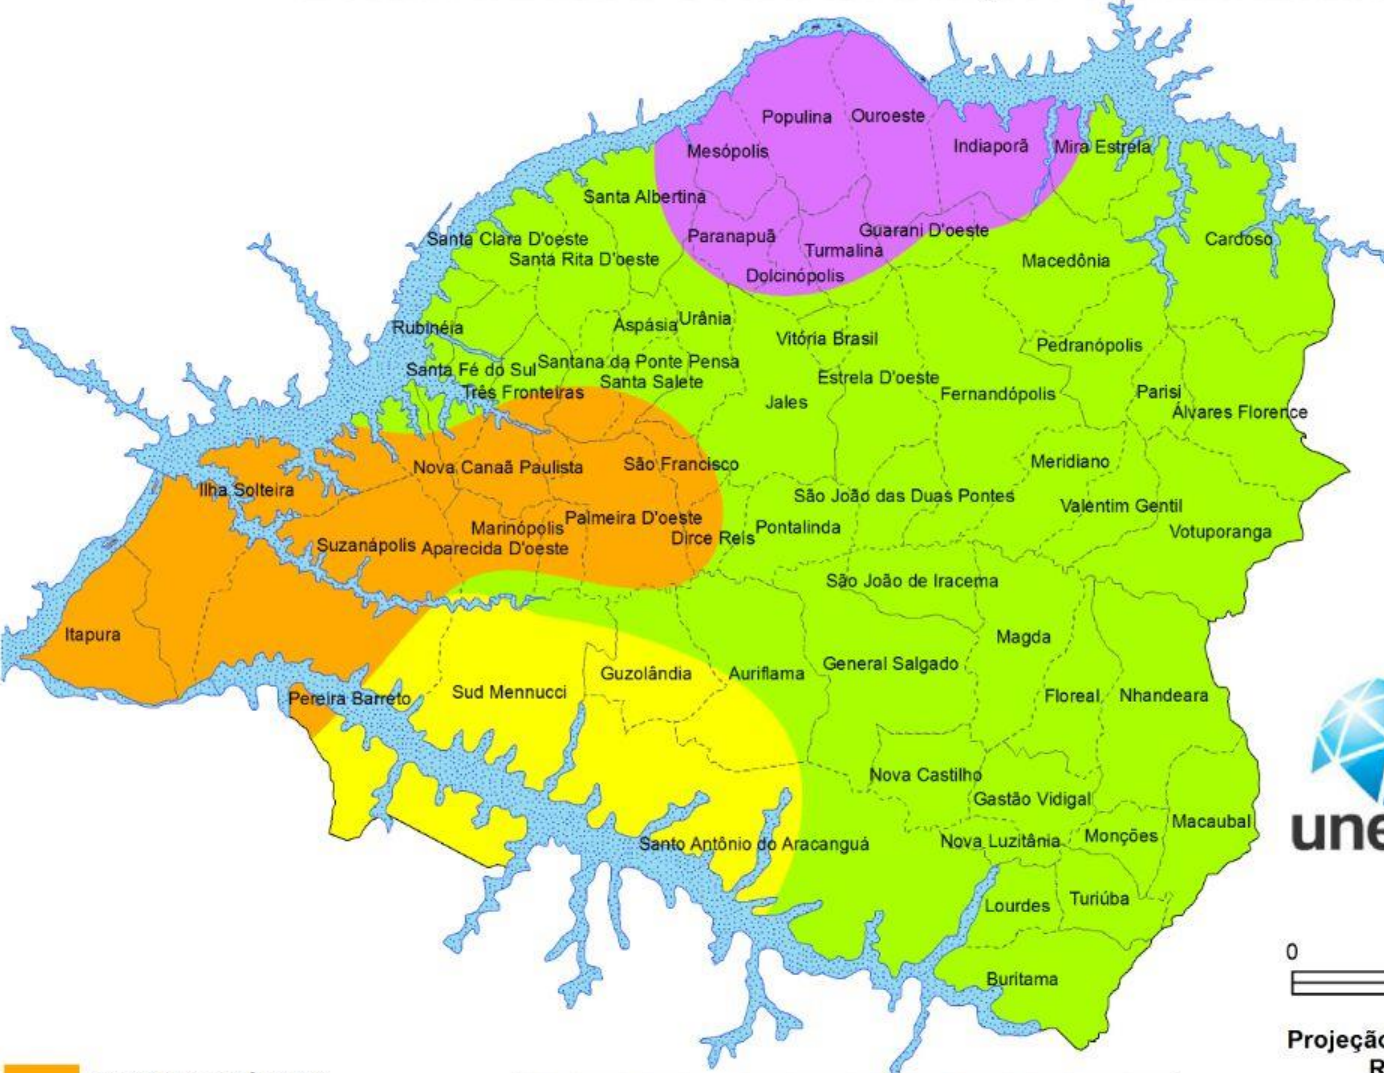 Populina
Ouroeste
Mesópolis
Indiaporã
Mira Estrela
Santa Albertina
Paranapuã
Guarani D'oeste
Turmalina
Dolcinópolis
Santa Clara D'oeste
Santa Rita D'oeste
Macedônia
Cardoso
Rubinéia
Aspásia
Urânia
Vitória Brasil
Pedranópolis
Santa Fé do Sul
Santana da Ponte Pensa
Santa Salete
Três Fronteiras
Estrela D'oeste
Jales
Fernandópolis
Parisi
Álvares Florence
Nova Canaã Paulista
São Francisco
Meridiano
Ilha Solteira
São João das Duas Pontes
Valentim Gentil
Marinópolis
Palmeira D'oeste
Pontalinda
Votuporanga
Suzanápolis
Aparecida D'oeste
Dirce Reis
São João de Iracema
Itapura
Magda
Pereira Barreto
Sud Mennucci
Guzolândia
Auriflama
General Salgado
Floreal
Nhandeara
Nova Castilho
Gastão Vidigal
Santo Antônio do Aracanguá
Nova Luzitânia
Monções
Macaubal
une
Lourdes
Turiúba
Buritama
0
Projeção
R